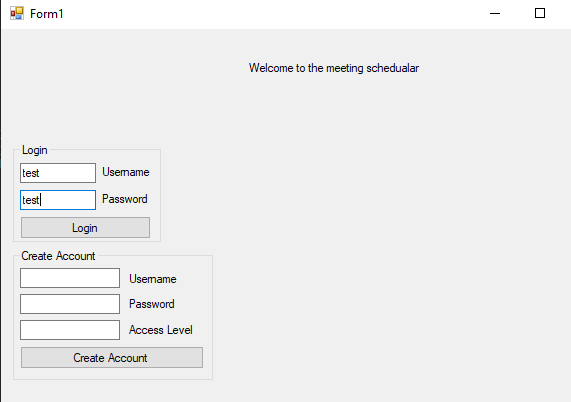 Form1
Welcome to the meeting schedualar
Login
test Username
test Password
Login
Create Account
Username
Password
Access Level
Create Account